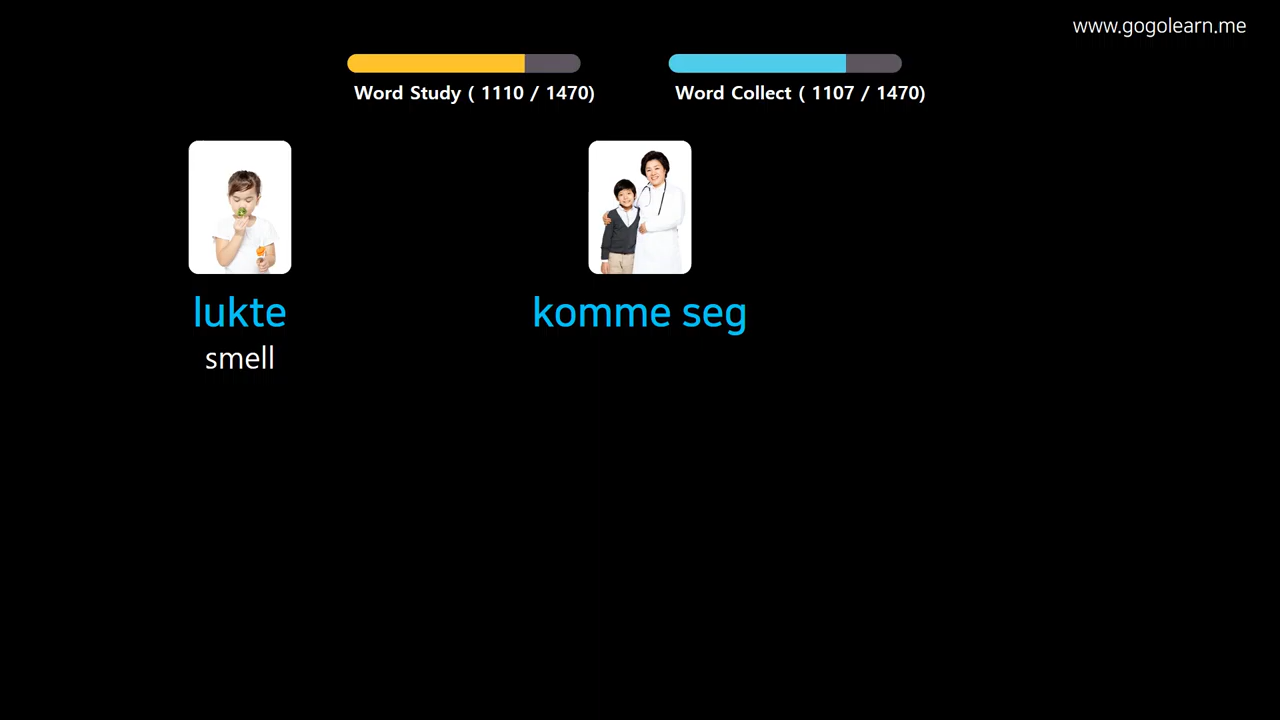 www.gogolearn.me
Word Study ( 1110 / 1470)
Word Collect ( 1107 / 1470)
lukte
smell
komme seg